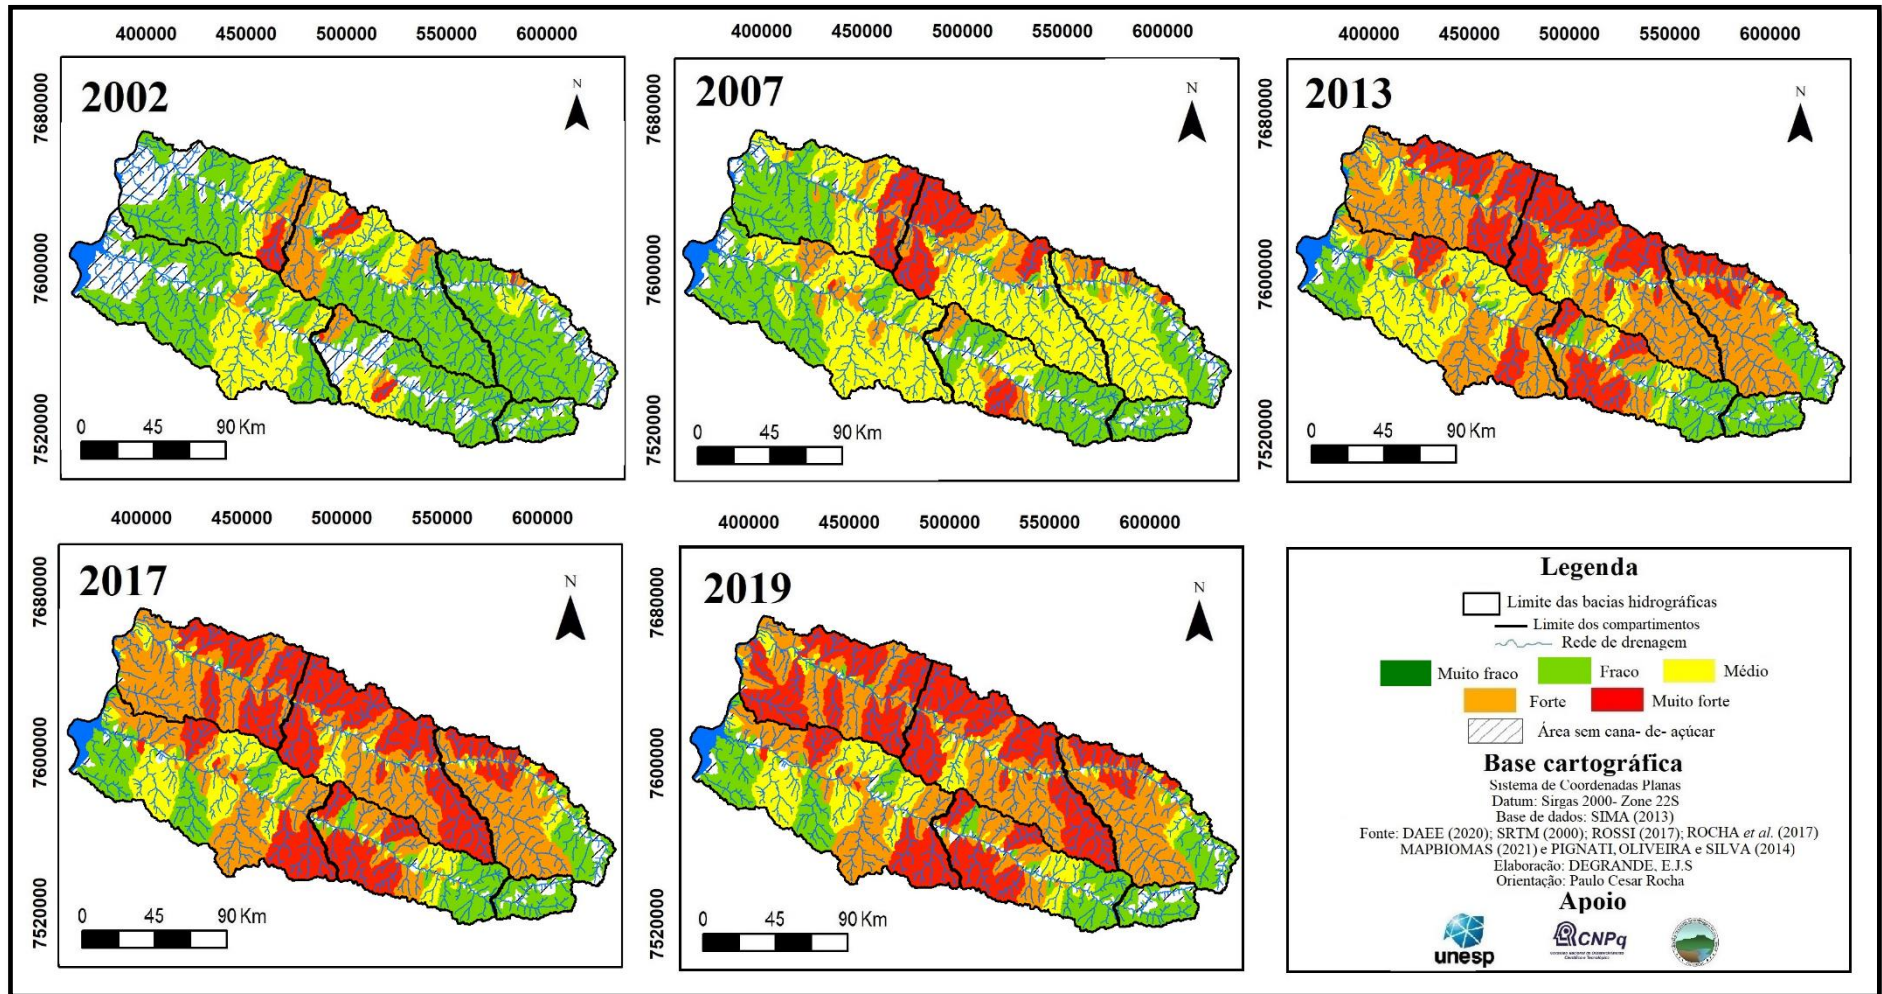 400000 450000 500000 550000 600000
7680000
7600000
7520000
2002
N
0 45 90 Km
400000 450000 500000 550000 600000
7680000
7600000
7520000
2007
N
0 45 90 Km
400000 450000 500000 550000 600000
7680000
7600000
7520000
2013
N
0 45 90 Km
400000 450000 500000 550000 600000
7680000
7600000
7520000
2017
N
0 45 90 Km
400000 450000 500000 550000 600000
7680000
7600000
7520000
2019
N
0 45 90 Km
Legenda
Limite das bacias hidrográficas
Limite dos compartimentos
Rede de drenagem
Muito fraco Fraco Médio
Forte Muito forte
Área sem cana- de- açúcar
Base cartográfica
Sistema de Coordenadas Planas
Datum: Sirgas 2000- Zone 22S
Base de dados: SIMA (2013)
Fonte: DAEE (2020); SRTM (2000); ROSSI (2017); ROCHA et al. (2017)
MAPBIOMAS (2021) e PIGNATI, OLIVEIRA e SILVA (2014)
Elaboração: DEGRANDE, E.J.S
Orientação: Paulo Cesar Rocha
Apoio
unesp
CNPq